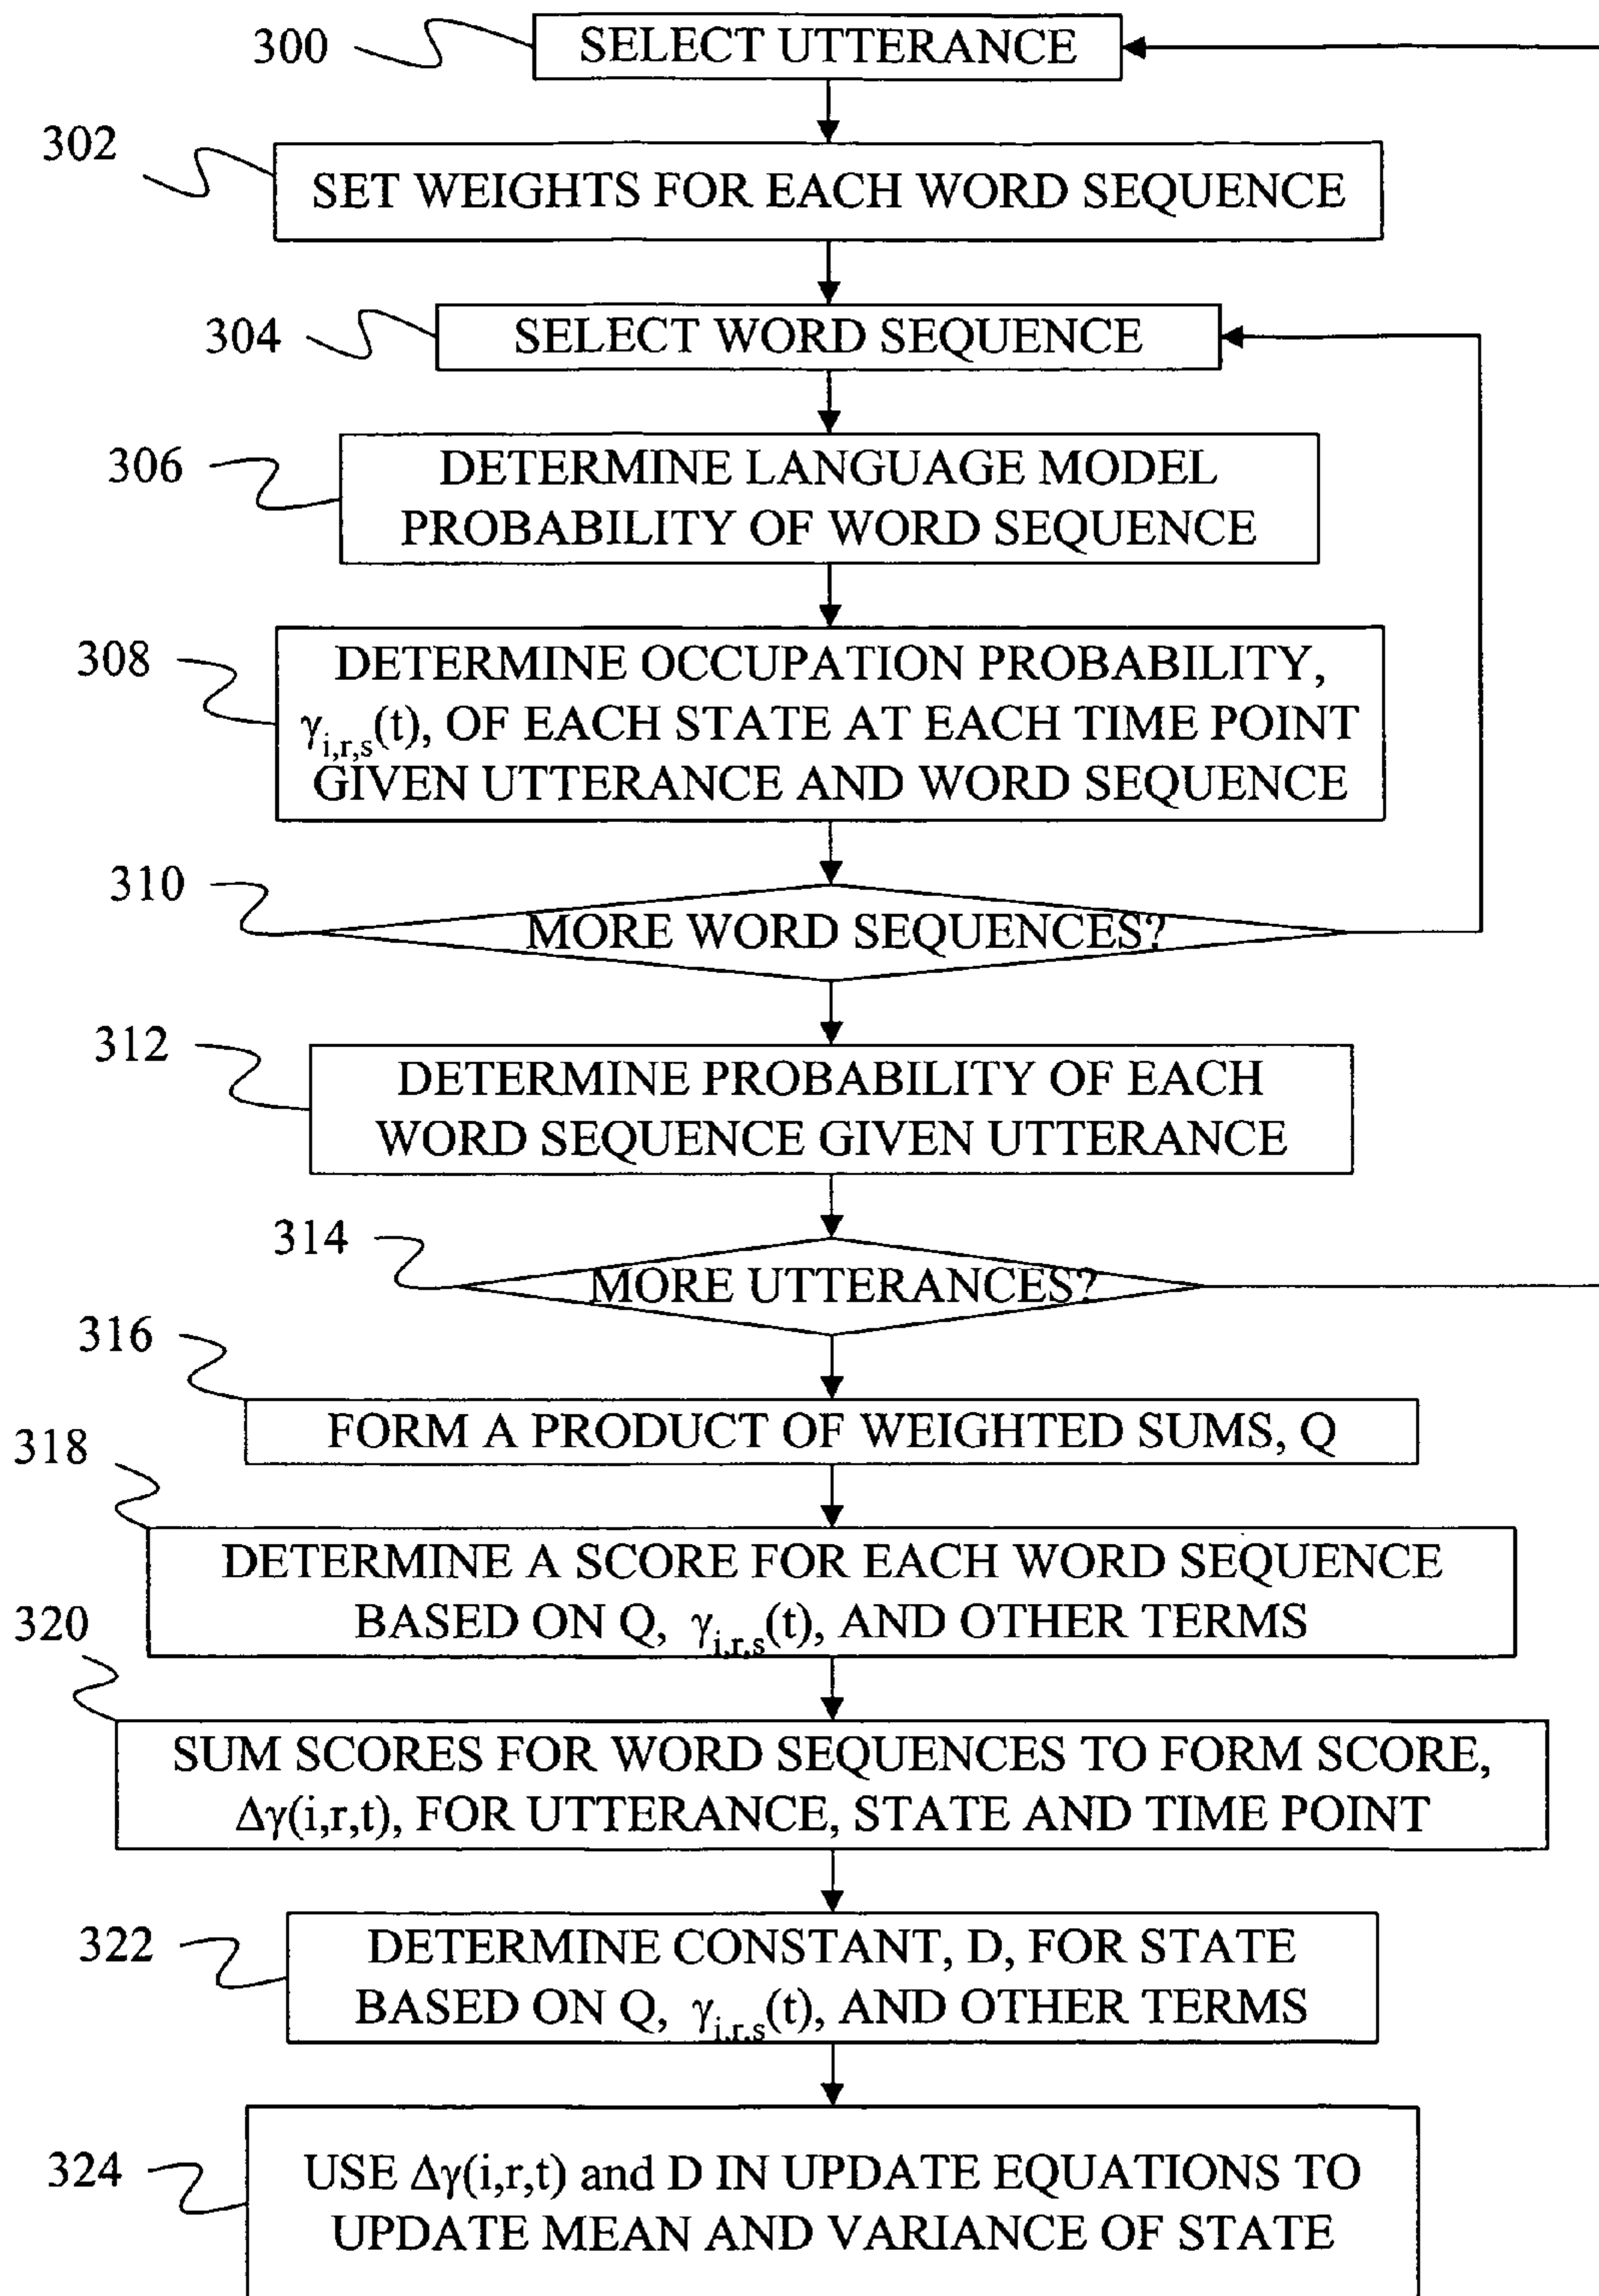 300
SELECT UTTERANCE
302
SET WEIGHTS FOR EACH WORD SEQUENCE
304
SELECT WORD SEQUENCE
306
DETERMINE LANGUAGE MODEL
PROBABILITY OF WORD SEQUENCE
308
DETERMINE OCCUPATION PROBABILITY,
γi,r,s(t), OF EACH STATE AT EACH TIME POINT
GIVEN UTTERANCE AND WORD SEQUENCE
310
MORE WORD SEQUENCES?
312
DETERMINE PROBABILITY OF EACH
WORD SEQUENCE GIVEN UTTERANCE
314
MORE UTTERANCES?
316
FORM A PRODUCT OF WEIGHTED SUMS, Q
318
DETERMINE A SCORE FOR EACH WORD SEQUENCE
BASED ON Q, γi,r,s(t), AND OTHER TERMS
320
SUM SCORES FOR WORD SEQUENCES TO FORM SCORE,
Δγ(i,r,t), FOR UTTERANCE, STATE AND TIME POINT
322
DETERMINE CONSTANT, D, FOR STATE
BASED ON Q, γi,r,s(t), AND OTHER TERMS
324
USE Δγ(i,r,t) and D IN UPDATE EQUATIONS TO
UPDATE MEAN AND VARIANCE OF STATE